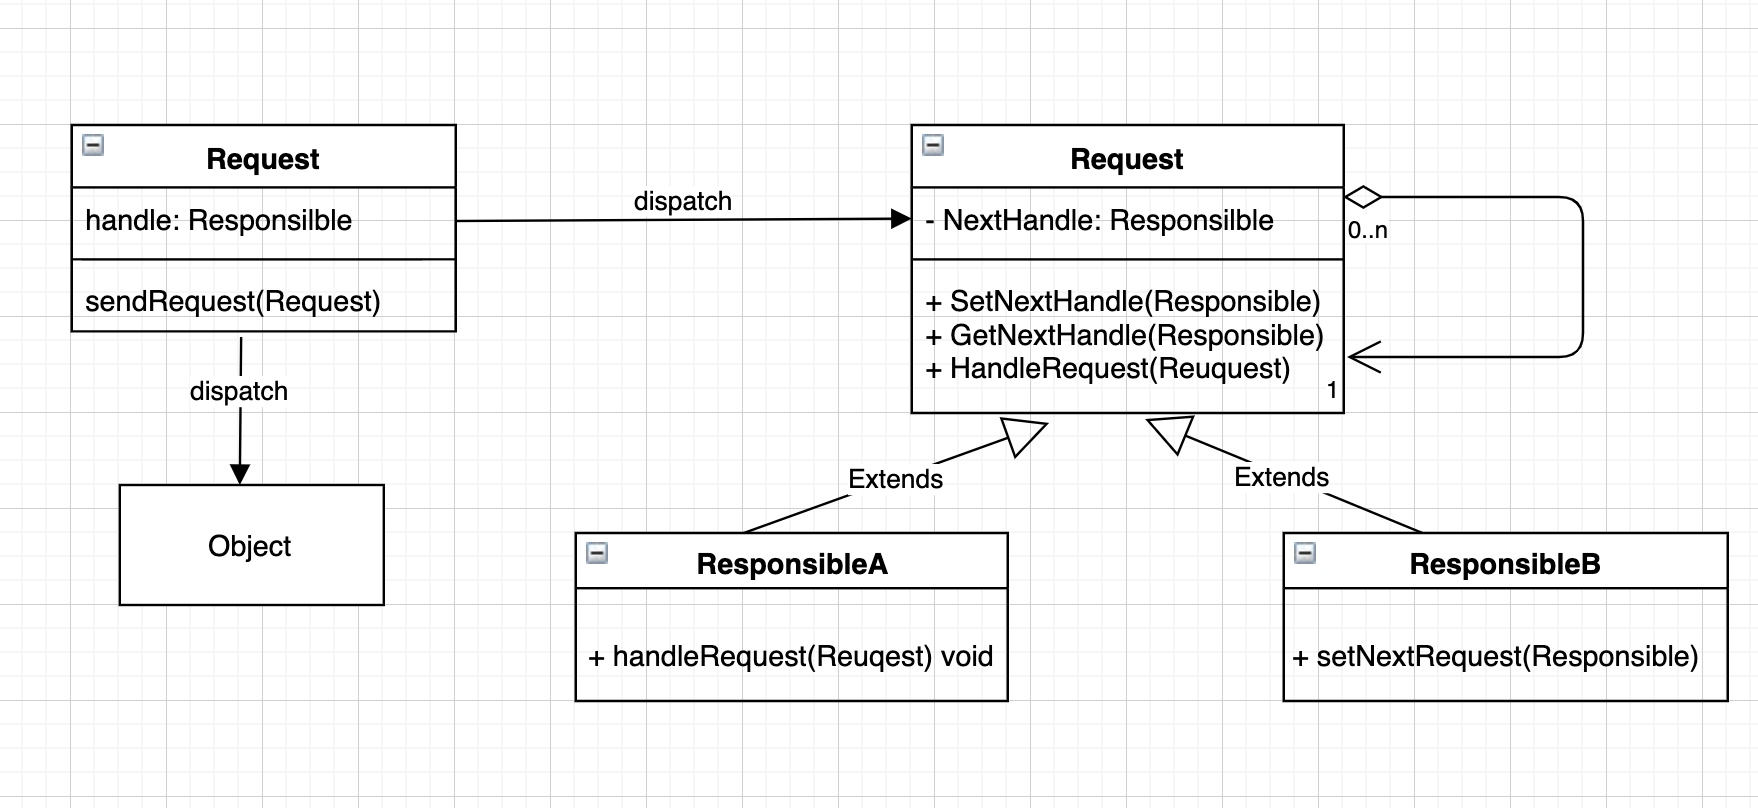 Request
handle: Responsilble
sendRequest(Request)
dispatch
dispatch
Object
Request
- NextHandle: Responsilble
+ SetNextHandle(Responsible)
+ GetNextHandle(Responsible)
+ HandleRequest(Reuquest)
1
0..n
Extends
Extends
ResponsibleA
+ handleRequest(Reuqest) void
ResponsibleB
+ setNextRequest(Responsible)